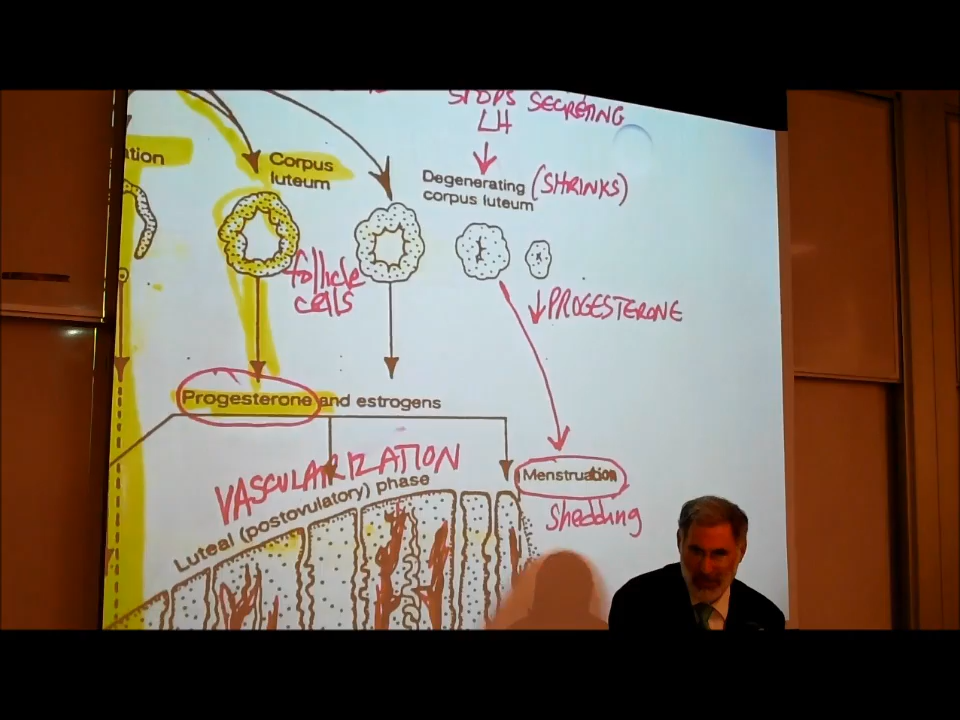 STOPS SECRETING
LH
Corpus
luteum
Degenerating
corpus luteum
(SHRINKS)
follicle
cells
↓ PROGESTERONE
Progesterone and estrogens
VASCULARIZATION
Luteal (postovulatory) phase
Menstruation
Shedding